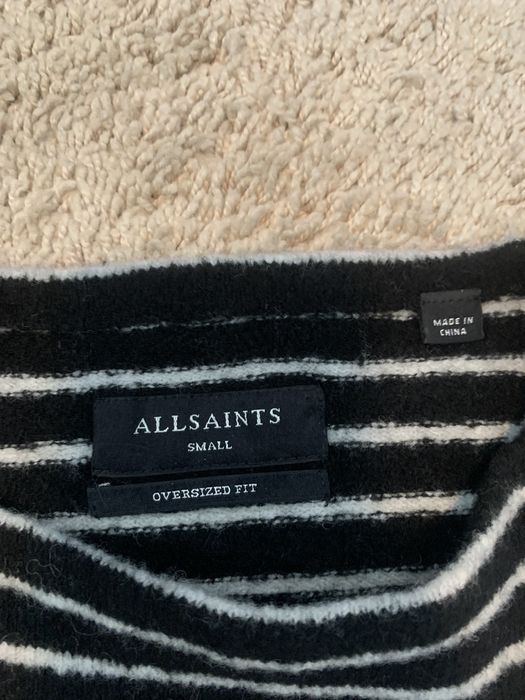 MADE IN
CHINA
ALLSAINTS
SMALL
OVERSIZED FIT